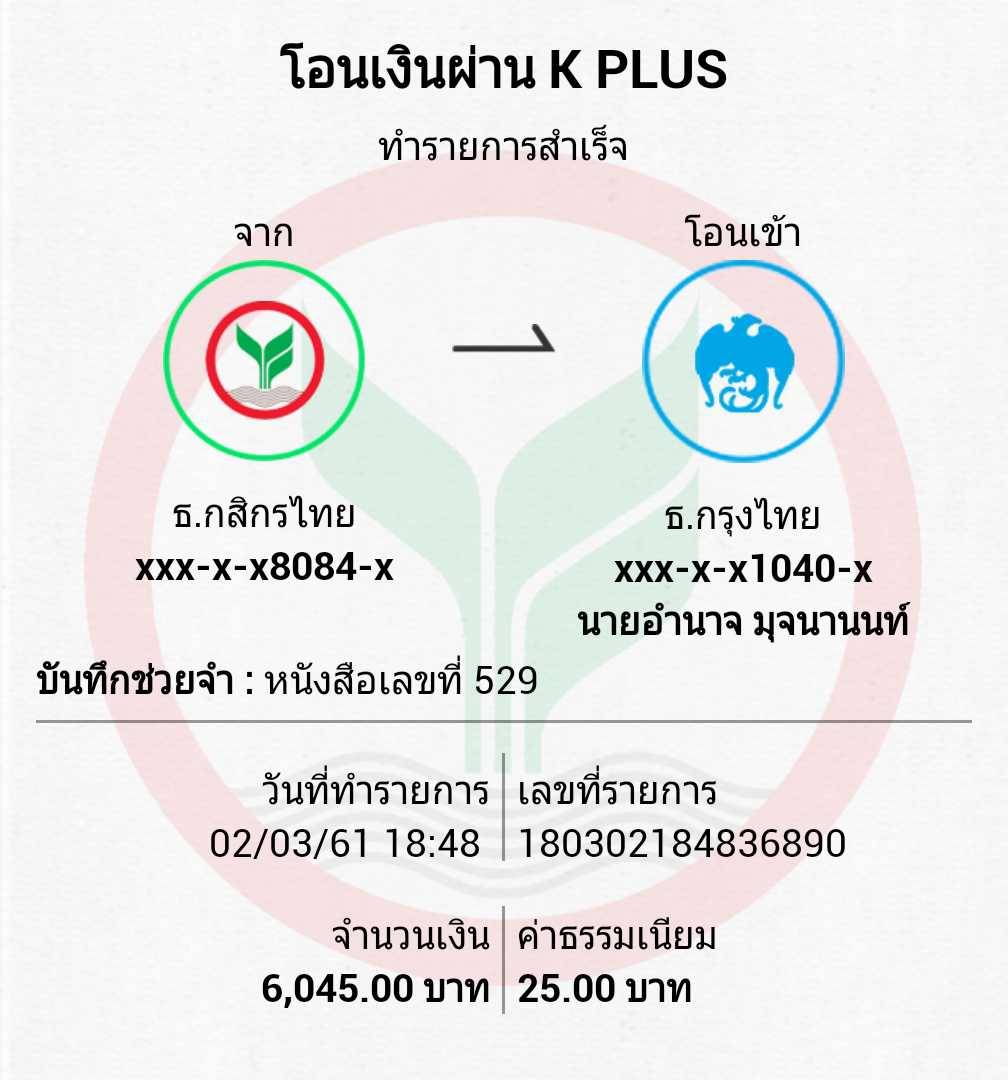 โอนเงินผ่าน K PLUS
ทำรายการสำเร็จ
จาก
โอนเข้า
ธ.กสิกรไทย
xxx-x-x8084-x
ธ.กรุงไทย
xxx-x-x1040-x
นายอำนาจ มุจนานนท์
บันทึกช่วยจำ : หนังสือเลขที่ 529
วันที่ทำรายการ
02/03/61 18:48
เลขที่รายการ
180302184836890
จำนวนเงิน
6,045.00 บาท
ค่าธรรมเนียม
25.00 บาท